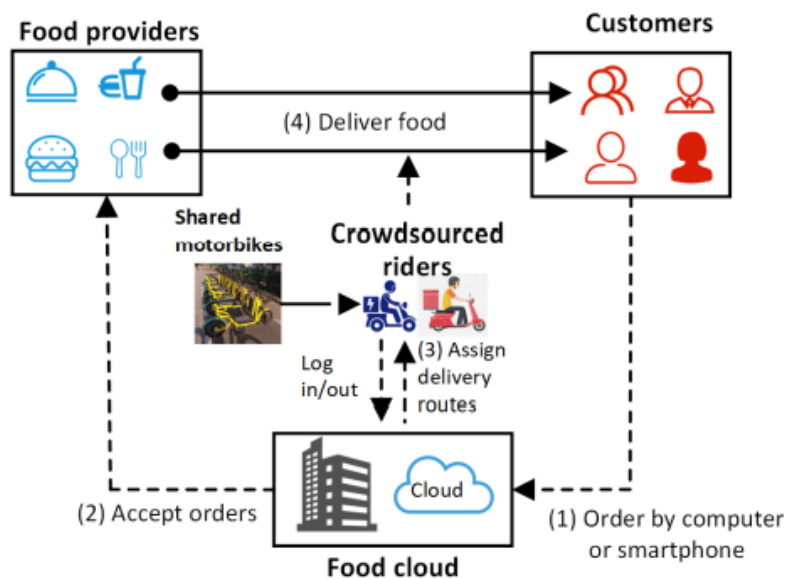 Food providers
Customers
(4) Deliver food
Shared
motorbikes
Crowdsourced
riders
Log
in/out
(3) Assign
delivery
routes
Cloud
(2) Accept orders
(1) Order by computer
or smartphone
Food cloud